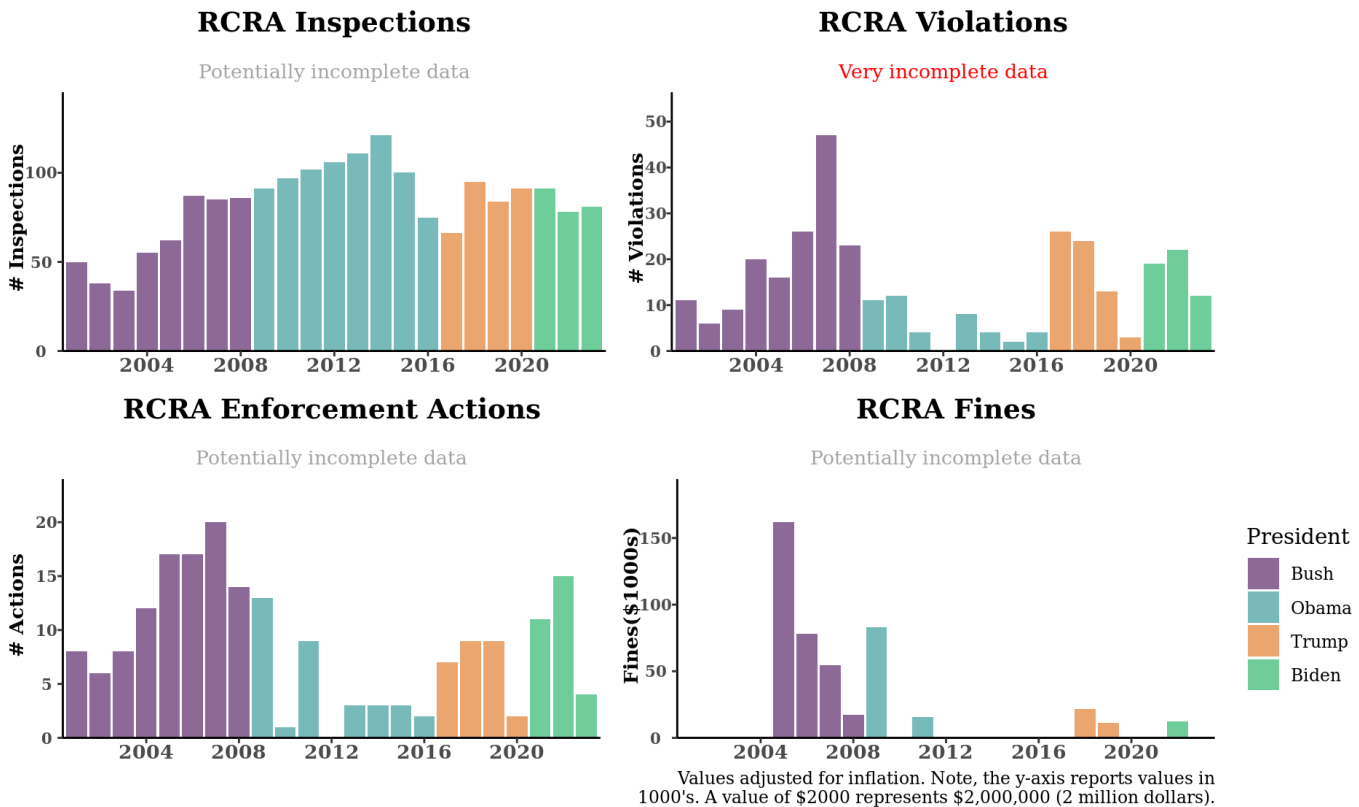 RCRA Inspections
Potentially incomplete data
# Inspections
100
50
0
2004 2008 2012 2016 2020
RCRA Violations
Very incomplete data
# Violations
50
40
30
20
10
0
2004 2008 2012 2016 2020
RCRA Enforcement Actions
Potentially incomplete data
# Actions
20
15
10
5
0
2004 2008 2012 2016 2020
RCRA Fines
Potentially incomplete data
Fines($1000s)
150
100
50
0
2004 2008 2012 2016 2020
President
Bush
Obama
Trump
Biden
Values adjusted for inflation. Note, the y-axis reports values in
1000's. A value of $2000 represents $2,000,000 (2 million dollars).